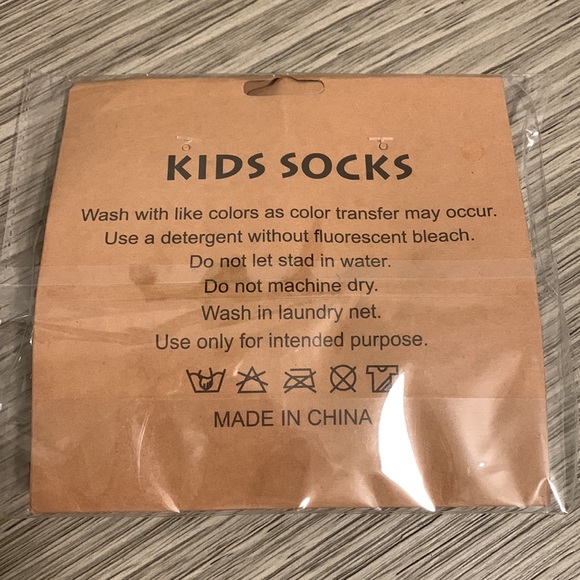 KIDS SOCKS
Wash with like colors as color transfer may occur.
Use a detergent without fluorescent bleach.
Do not let stad in water.
Do not machine dry.
Wash in laundry net.
Use only for intended purpose.
MADE IN CHINA